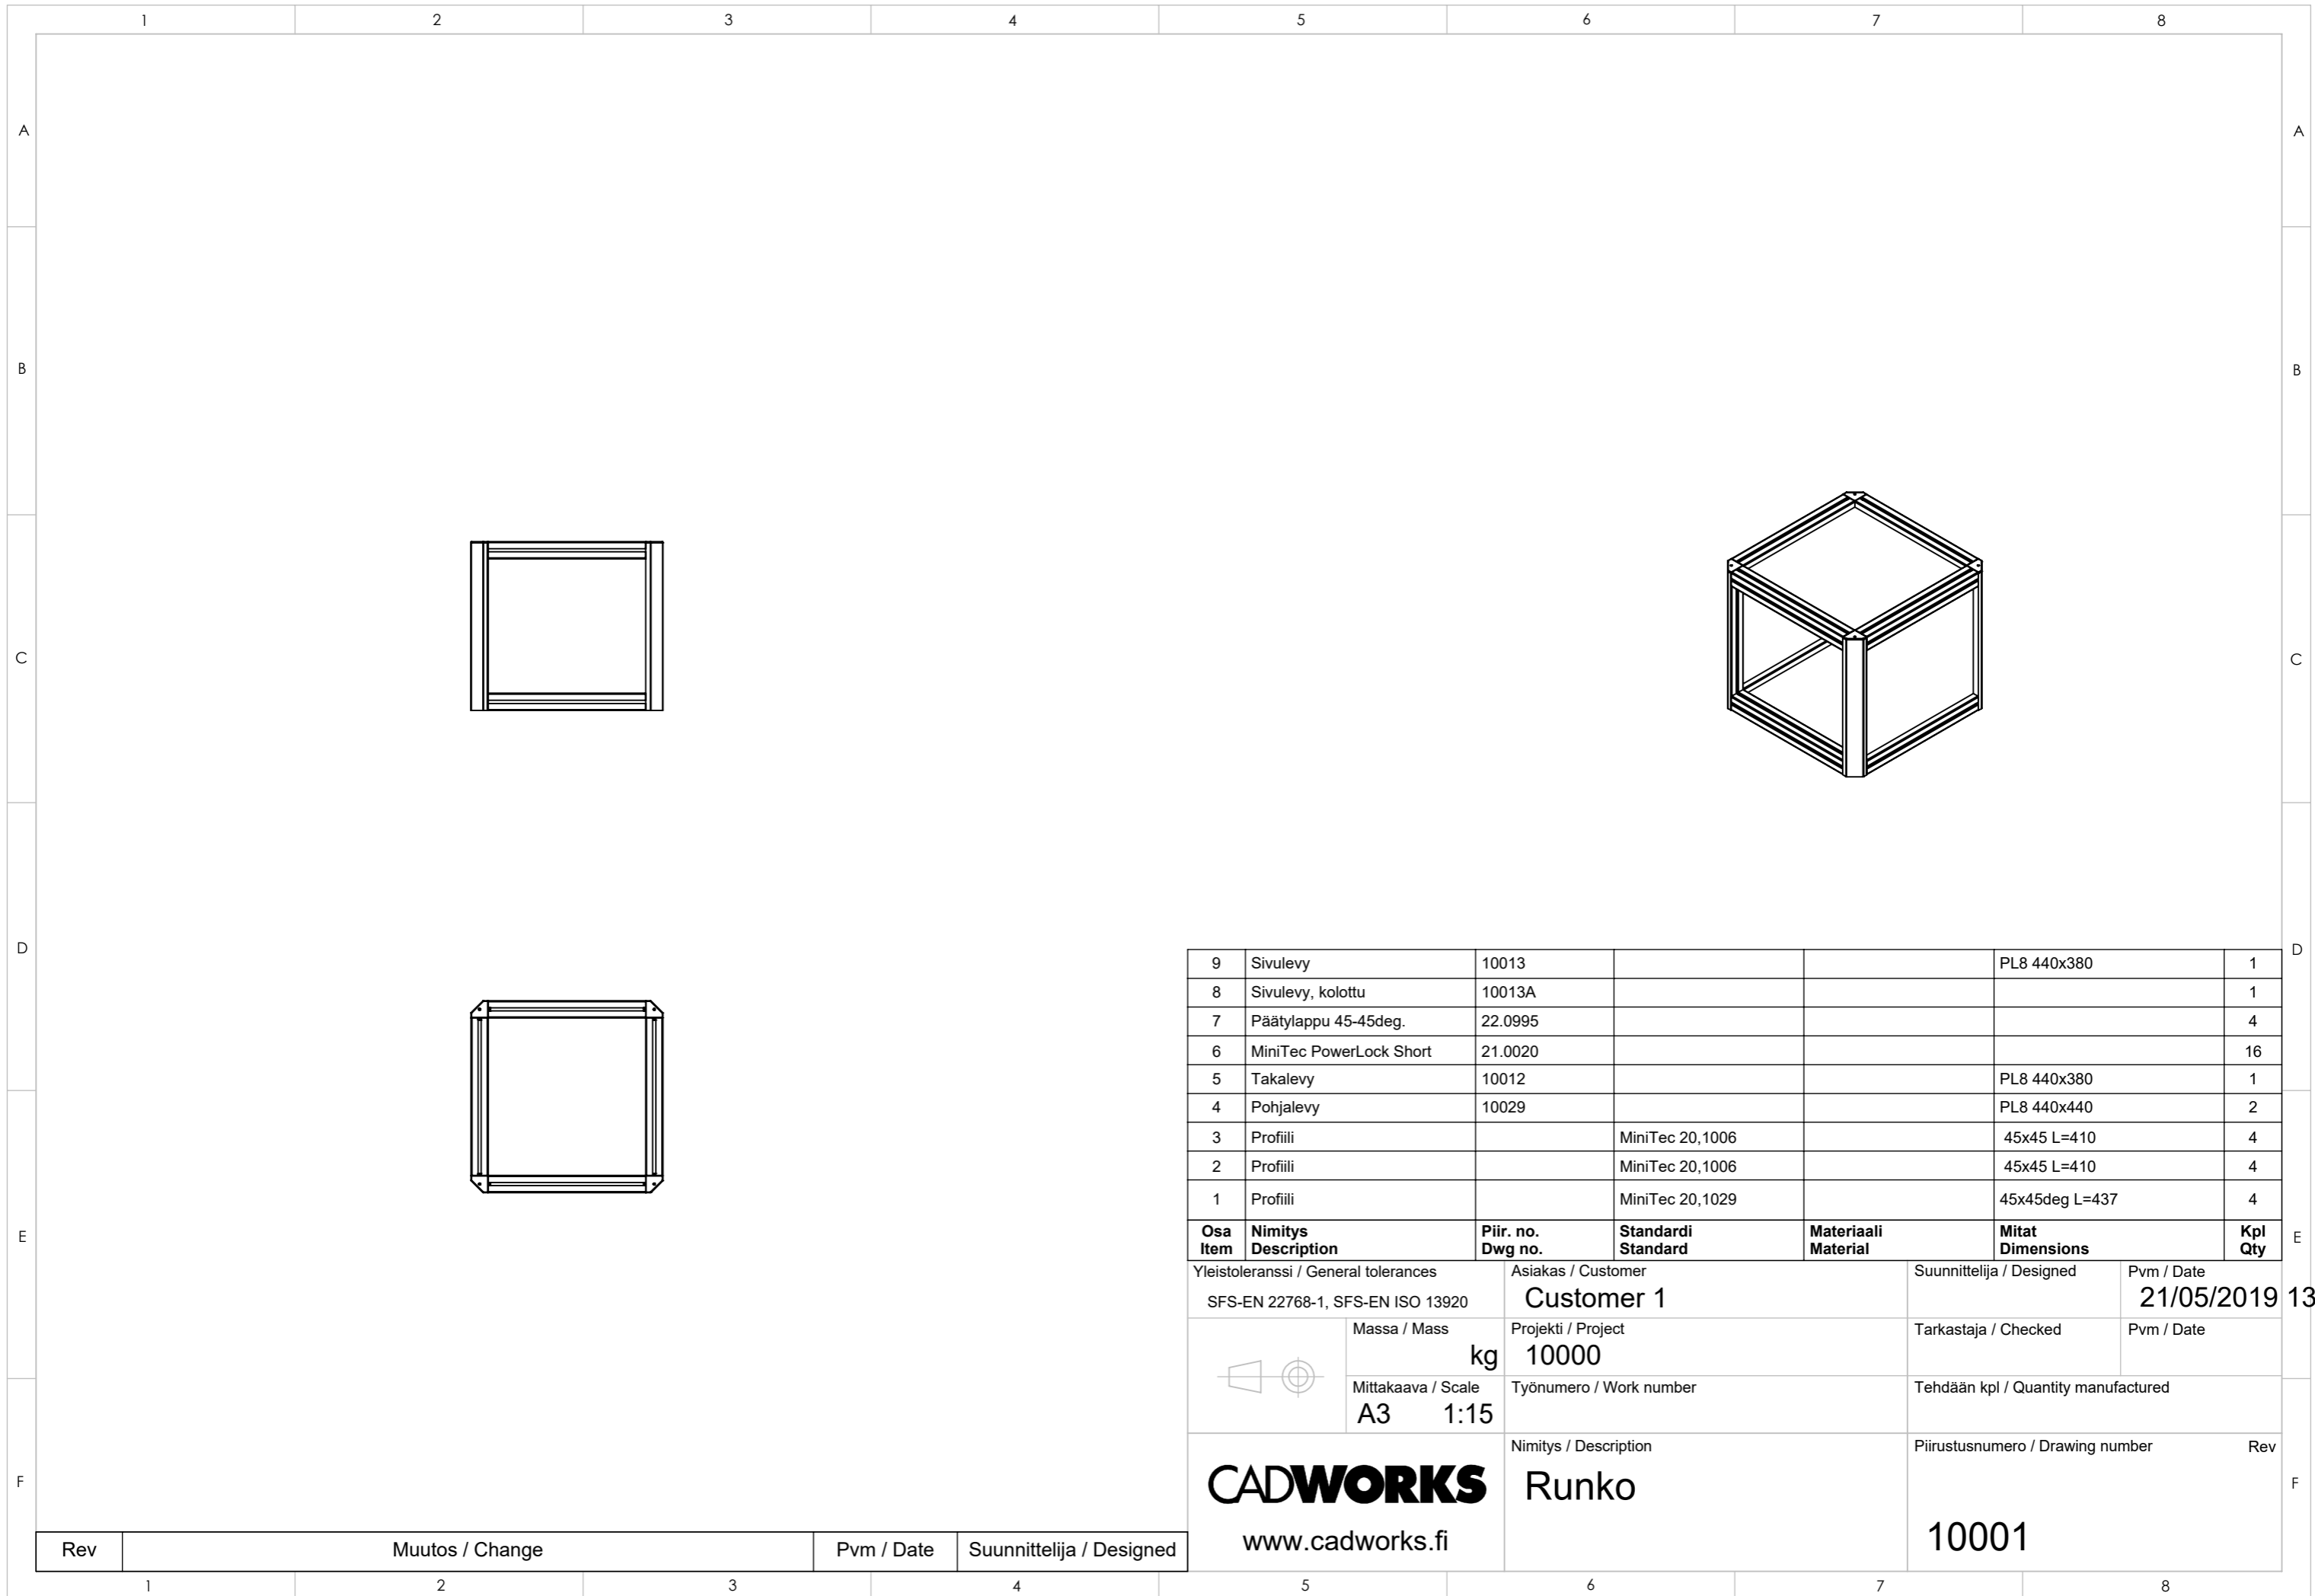 1 2 3 4 5 6 7 8
A A
B B
C C
D D
E E
F F
9 Sivulevy 10013 PL8 440x380 1
8 Sivulevy, kolottu 10013A 1
7 Päätylappu 45-45deg. 22.0995 4
6 MiniTec PowerLock Short 21.0020 16
5 Takalevy 10012 PL8 440x380 1
4 Pohjalevy 10029 PL8 440x440 2
3 Profiili MiniTec 20,1006 45x45 L=410 4
2 Profiili MiniTec 20,1006 45x45 L=410 4
1 Profiili MiniTec 20,1029 45x45deg L=437 4
Osa Nimitys Piir. no. Standardi Materiaali Mitat Kpl
Item Description Dwg no. Standard Material Dimensions Qty
Yleistoleranssi / General tolerances
SFS-EN 22768-1, SFS-EN ISO 13920
Asiakas / Customer
Customer 1
Suunnittelija / Designed
Pvm / Date
21/05/2019 13
Massa / Mass
kg
Projekti / Project
10000
Tarkastaja / Checked
Pvm / Date
Mittakaava / Scale
A3 1:15
Työnumero / Work number
Tehdään kpl / Quantity manufactured
CADWORKS
www.cadworks.fi
Nimitys / Description
Runko
Piirustusnumero / Drawing number Rev
10001
Rev Muutos / Change Pvm / Date Suunnittelija / Designed
1 2 3 4 5 6 7 8